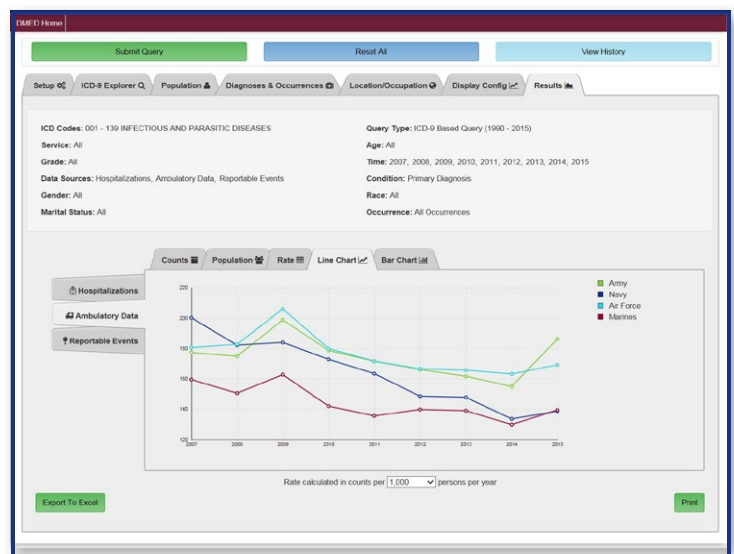 DMED Home
Submit Query
Reset All
View History
Setup
ICD-9 Explorer
Population
Diagnoses & Occurrences
Location/Occupation
Display Config
Results
ICD Codes: 001 - 139 INFECTIOUS AND PARASITIC DISEASES
Query Type: ICD-9 Based Query (1990 - 2015)
Service: All
Age: All
Grade: All
Time: 2007, 2008, 2009, 2010, 2011, 2012, 2013, 2014, 2015
Data Sources: Hospitalizations, Ambulatory Data, Reportable Events
Condition: Primary Diagnosis
Gender: All
Race: All
Marital Status: All
Occurrence: All Occurrences
Counts
Population
Rate
Line Chart
Bar Chart
Hospitalizations
Ambulatory Data
Reportable Events
220
200
180
160
140
120
2007
2008
2009
2010
2011
2012
2013
2014
2015
Army
Navy
Air Force
Marines
Rate calculated in counts per 1,000 persons per year
Export To Excel
Print